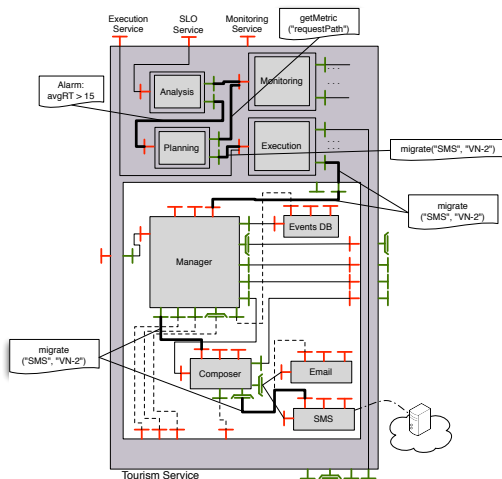 Execution
Service
SLO
Service
Monitoring
Service
getMetric
("requestPath")
Alarm:
avgRT > 15
Analysis
Monitoring
. . .
. . .
Planning
Execution
. . .
. . .
migrate("SMS", "VN-2")
migrate
("SMS", "VN-2")
Events DB
Manager
migrate
("SMS", "VN-2")
Composer
Email
SMS
Tourism Service